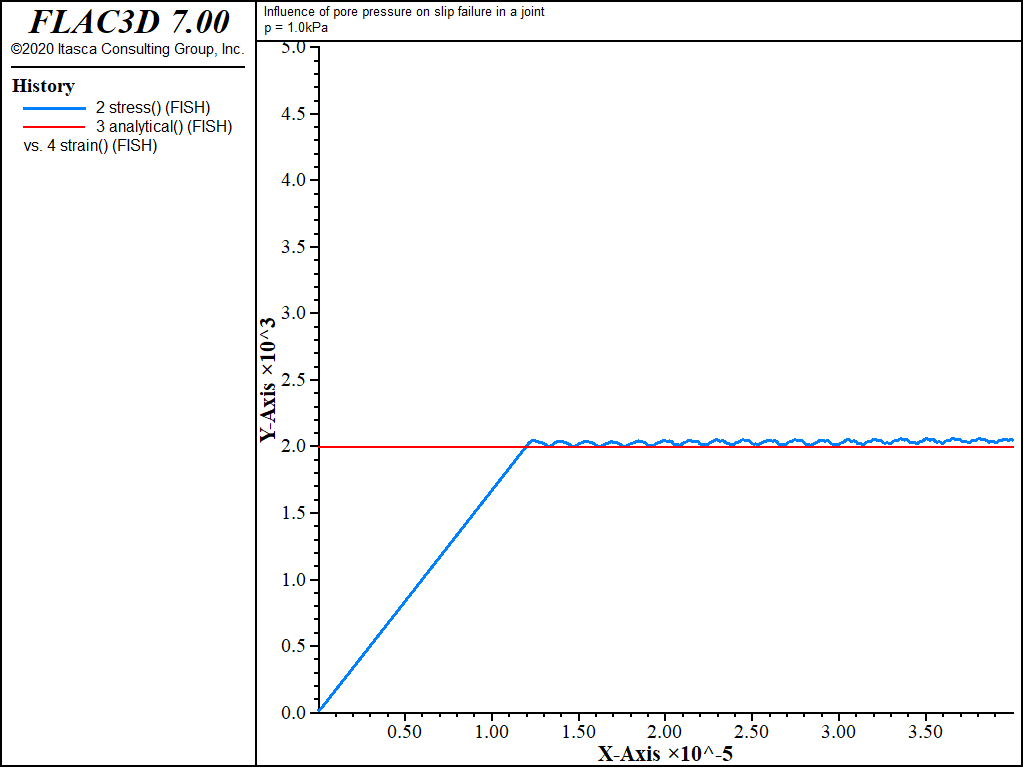 FLAC3D 7.00
©2020 Itasca Consulting Group, Inc.
History
2 stress() (FISH)
3 analytical() (FISH)
vs. 4 strain() (FISH)
Influence of pore pressure on slip failure in a joint
p = 1.0kPa
5.0
4.5
4.0
3.5
3.0
2.5
2.0
1.5
1.0
0.5
0.0
Y-Axis ×10^3
0.50 1.00 1.50 2.00 2.50 3.00 3.50
X-Axis ×10^-5